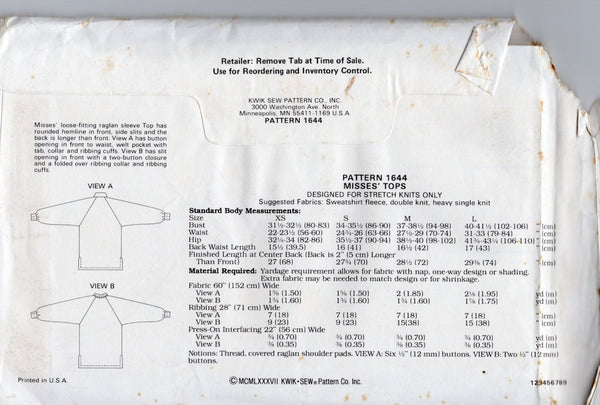 Retailer: Remove Tab at Time of Sale.
Use for Reordering and Inventory Control.
KWIK SEW PATTERN CO., INC.
3000 Washington Ave. North
Minneapolis, MN 55411-1169 U.S.A
PATTERN 1644
Misses' loose-fitting raglan sleeve Top has
rounded hemline in front, side slits and the
back is longer than front. View A has button
opening in front to waist, welt pocket with
tab, collar and ribbing cuffs. View B has slit
opening in front with a two-button closure
and a folded over ribbing collar and ribbing
cuffs.
VIEW A
VIEW B
Printed in U.S.A.
PATTERN 1644
MISSES' TOPS
DESIGNED FOR STRETCH KNITS ONLY
Suggested Fabrics: Sweatshirt fleece, double knit, heavy single knit
Standard Body Measurements:
Size XS S M L
Bust 31½-32½ (80-83) 34-35½ (86-90) 37-38½ (94-98) 40-41½ (102-106) " (cm)
Waist 22-23½ (56-60) 24¾-26 (63-66) 27½-29 (70-74) 31-33 (79-84) " (cm)
Hip 32¼-34 (82-86) 35½-37 (90-94) 38½-40 (98-102) 41¾-43¼ (106-110) " (cm)
Back Waist Length 15½ (39.5) 16 (41) 16½ (42) 17 (43) " (cm)
Finished Length at Center Back (Back is 2" (5 cm) Longer
Than Front) 27 (68) 27¾ (70) 28½ (72) 29⅛ (74) " (cm)
Material Required: Yardage requirement allows for fabric with nap, one-way design or shading.
Extra fabric may be needed to match design or for shrinkage.
Fabric 60" (152 cm) Wide
View A (1.50) (1.50) 2 (1.85) (1.95) yd (m)
View B 1¾ (1.60) 1¾ (1.60) (1.70) (1.75) yd (m)
Ribbing 28" (71 cm) Wide
View A 7 (18) 7 (18) 7 (18) 7 (18) " (cm)
View B 9 (23) 9 (23) 15(38) 15 (38) " (cm)
Press-On Interfacing 22" (56 cm) Wide
View A ¾ (0.70) ¾ (0.70) ¾ (0.70) ¾ (0.70) yd (m)
View B ⅜ (0.35) ⅜ (0.35) ⅜ (0.35) ⅜ (0.35) yd (m)
Notions: Thread, covered raglan shoulder pads. VIEW A: Six ½" (12 mm) buttons. VIEW B: Two ½" (12 mm)
buttons.
© MCMLXXXVII KWIK•SEW® Pattern Co. Inc.
123456789